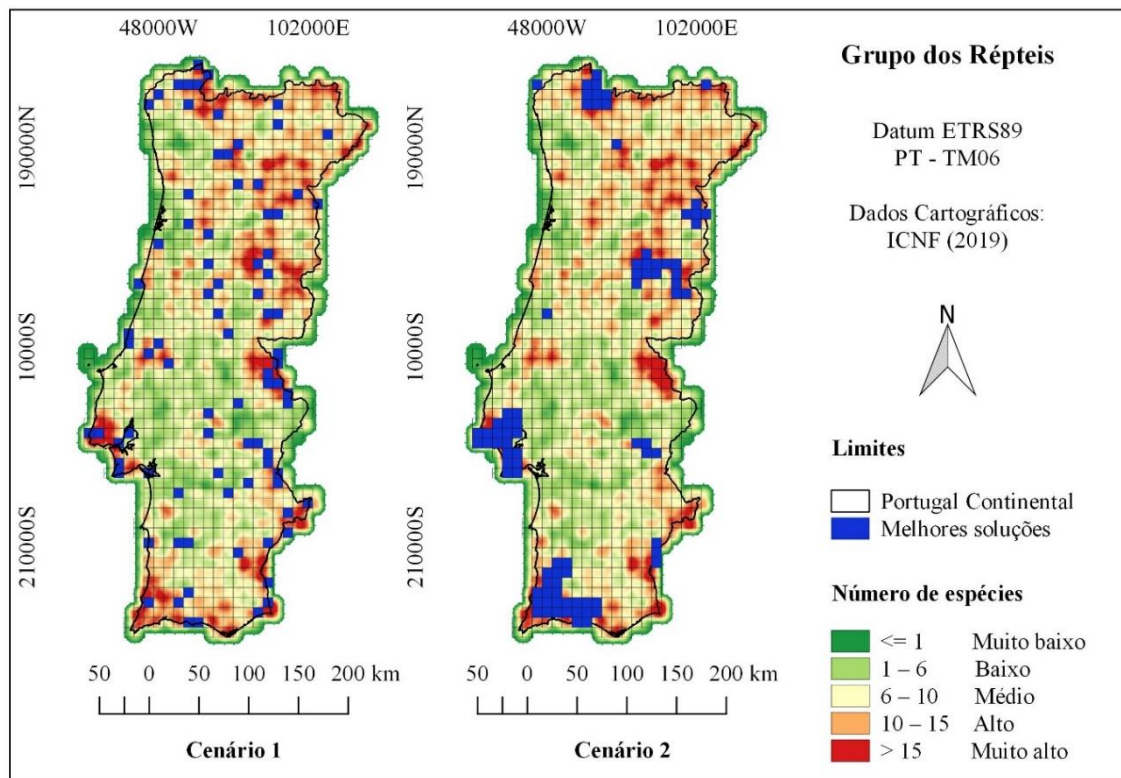 48000W 102000E
48000W 102000E
190000N
10000S
210000S
190000N
10000S
210000S
50 0 50 100 150 200 km
50 0 50 100 150 200 km
Cenário 1
Cenário 2
Grupo dos Répteis
Datum ETRS89
PT - TM06
Dados Cartográficos:
ICNF (2019)
N
Limites
Portugal Continental
Melhores soluções
Número de espécies
<= 1 Muito baixo
1 – 6 Baixo
6 – 10 Médio
10 – 15 Alto
> 15 Muito alto